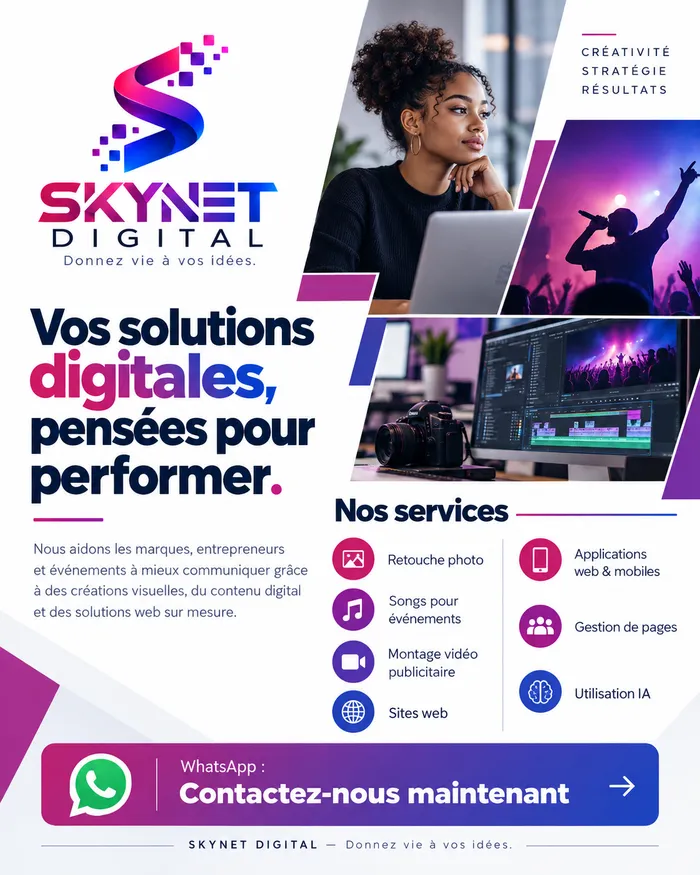 SKYNET
DIGITAL
Donnez vie à vos idées.
CRÉATIVITÉ
STRATÉGIE
RÉSULTATS
Vos solutions
digitales,
pensées pour
performer.
Nous aidons les marques, entrepreneurs
et événements à mieux communiquer grâce
à des créations visuelles, du contenu digital
et des solutions web sur mesure.
Nos services
Retouche photo
Songs pour
événements
Montage vidéo
publicitaire
Sites web
Applications
web & mobiles
Gestion de pages
Utilisation IA
WhatsApp :
Contactez-nous maintenant
SKYNET DIGITAL — Donnez vie à vos idées.